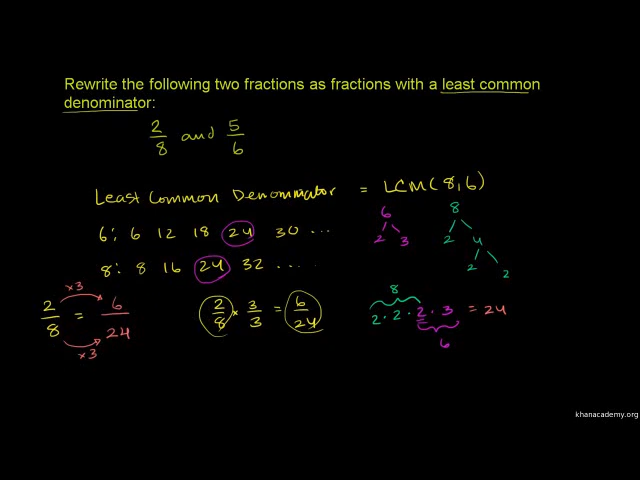 Rewrite the following two fractions as fractions with a least common
denominator:
2/8 and 5/6
Least Common Denominator = LCM(8,6)
6: 6 12 18 24 30 ...
8: 8 16 24 32 ....
6
2 3
8
2 4
2 2
×3
2/8 = 6/24
×3
2/8 × 3/3 = 6/24
8
2 · 2 · 2 · 3 = 24
6
khanacademy.org